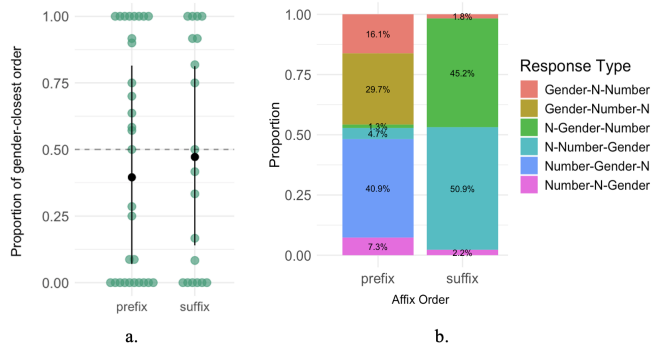 1.00
0.75
0.50
0.25
0.00
Proportion of gender-closest order
prefix
suffix
a.
1.00
0.75
0.50
0.25
0.00
Proportion
16.1%
29.7%
1.3%
4.7%
40.9%
7.3%
1.8%
45.2%
50.9%
2.2%
prefix
suffix
Affix Order
b.
Response Type
Gender-N-Number
Gender-Number-N
N-Gender-Number
N-Number-Gender
Number-Gender-N
Number-N-Gender